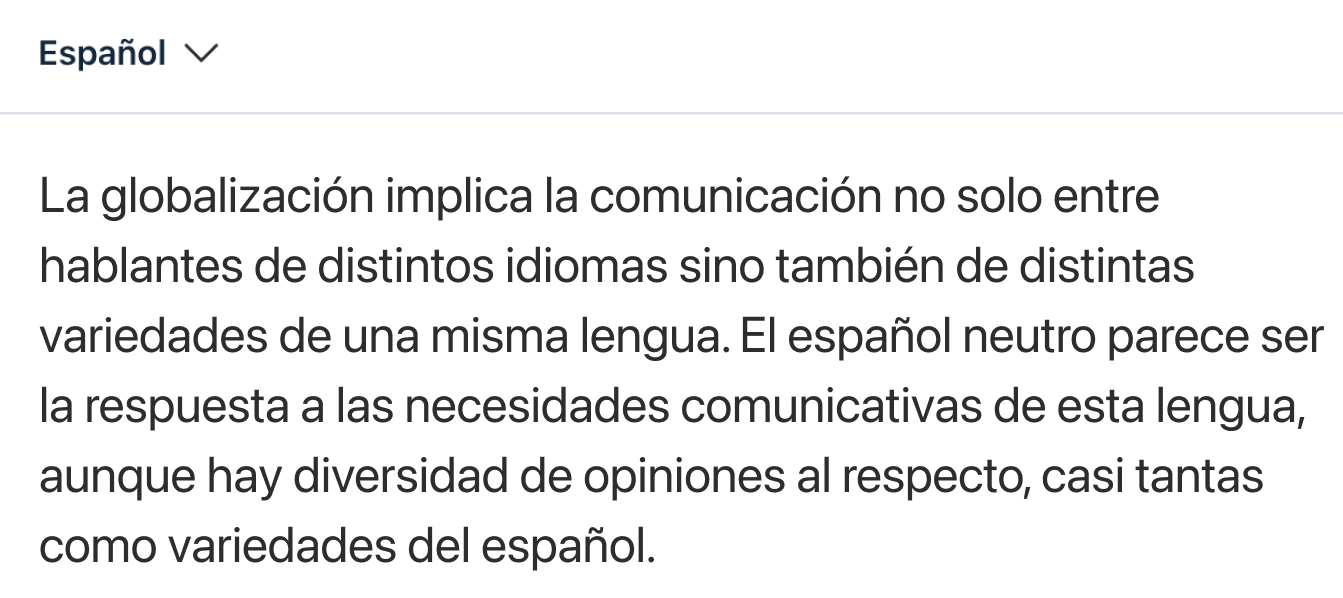 Español
La globalización implica la comunicación no solo entre
hablantes de distintos idiomas sino también de distintas
variedades de una misma lengua. El español neutro parece ser
la respuesta a las necesidades comunicativas de esta lengua,
aunque hay diversidad de opiniones al respecto, casi tantas
como variedades del español.